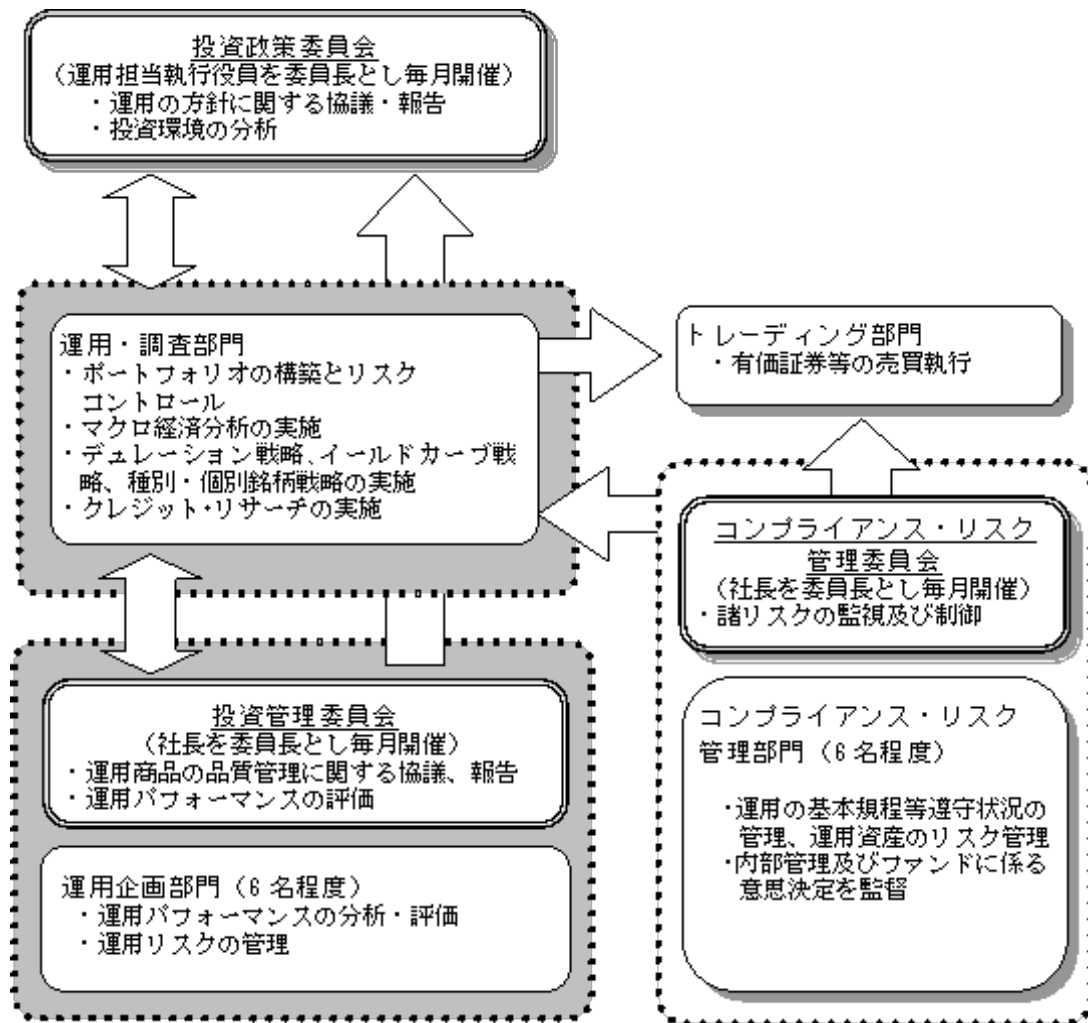 投資政策委員会
(運用担当執行役員を委員長とし毎月開催)
・運用の方針に関する協議・報告
・投資環境の分析
運用・調査部門
・ポートフォリオの構築とリスク
コントロール
・マクロ経済分析の実施
・デュレーション戦略、イールドカーブ戦
略、種別・個別銘柄戦略の実施
・クレジット・リサーチの実施
トレーディング部門
・有価証券等の売買執行
コンプライアンス・リスク
管理委員会
(社長を委員長とし毎月開催)
・諸リスクの監視及び制御
投資管理委員会
(社長を委員長とし毎月開催)
・運用商品の品質管理に関する協議、報告
・運用パフォーマンスの評価
運用企画部門(6名程度)
・運用パフォーマンスの分析・評価
・運用リスクの管理
コンプライアンス・リスク
管理部門(6名程度)
・運用の基本規程等遵守状況の
管理、運用資産のリスク管理
・内部管理及びファンドに係る
意思決定を監督